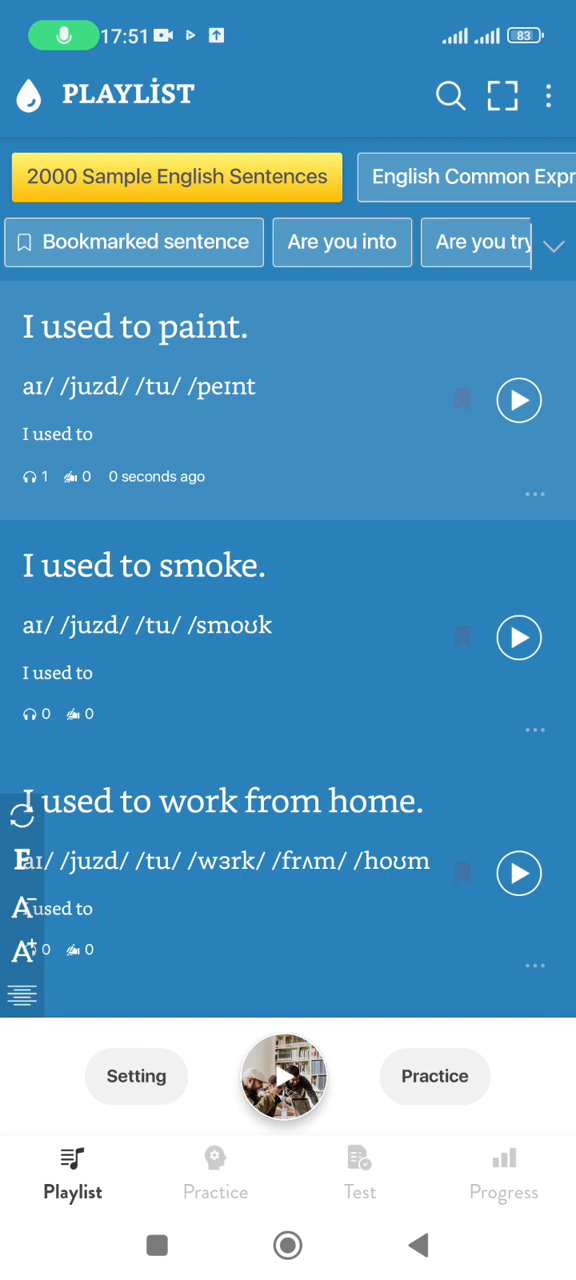 17:51
83
PLAYLİST
2000 Sample English Sentences
English Common Expr
Bookmarked sentence
Are you into
Are you try
I used to paint.
aɪ/ /juzd/ /tu/ /peɪnt
I used to
1 0 0 seconds ago
I used to smoke.
aɪ/ /juzd/ /tu/ /smoʊk
I used to
0 0
I used to work from home.
aɪ/ /juzd/ /tu/ /wɜrk/ /frʌm/ /hoʊm
F
A-
used to
A+
0 0
Setting
Practice
Playlist
Practice
Test
Progress